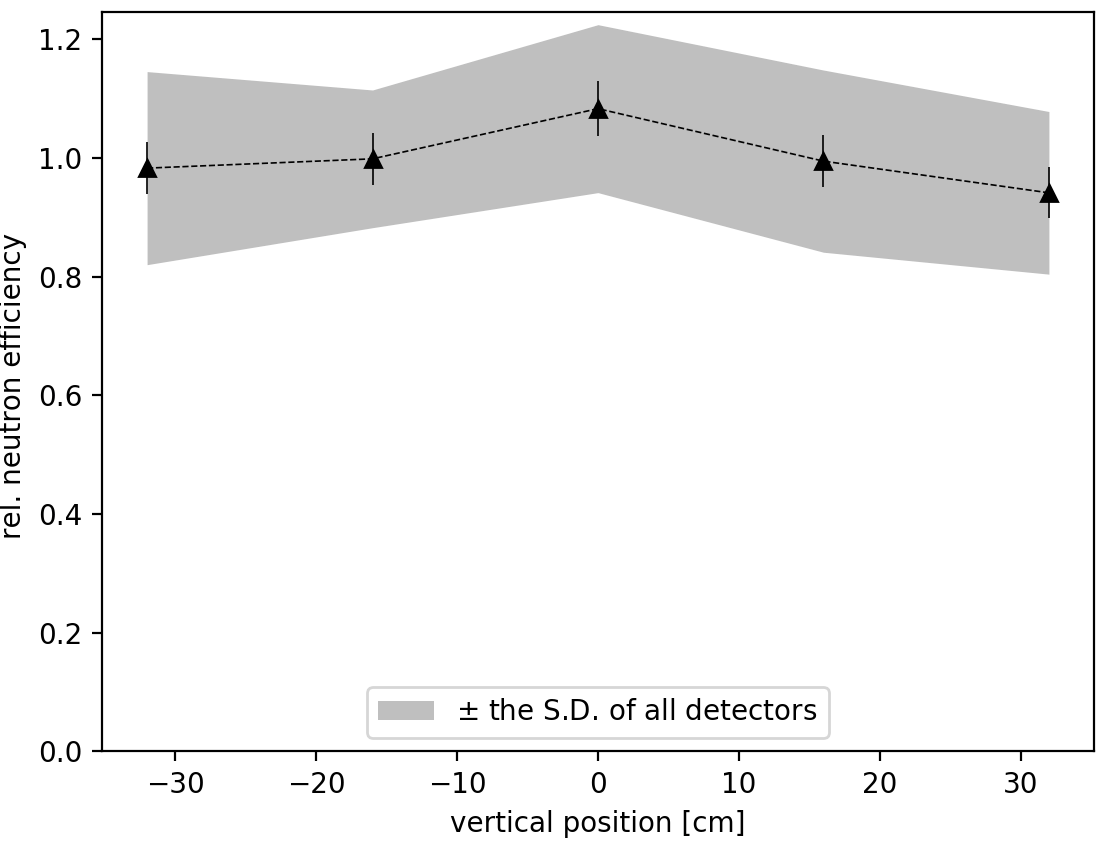 rel. neutron efficiency
1.2
1.0
0.8
0.6
0.4
0.2
0.0
± the S.D. of all detectors
−30 −20 −10 0 10 20 30
vertical position [cm]